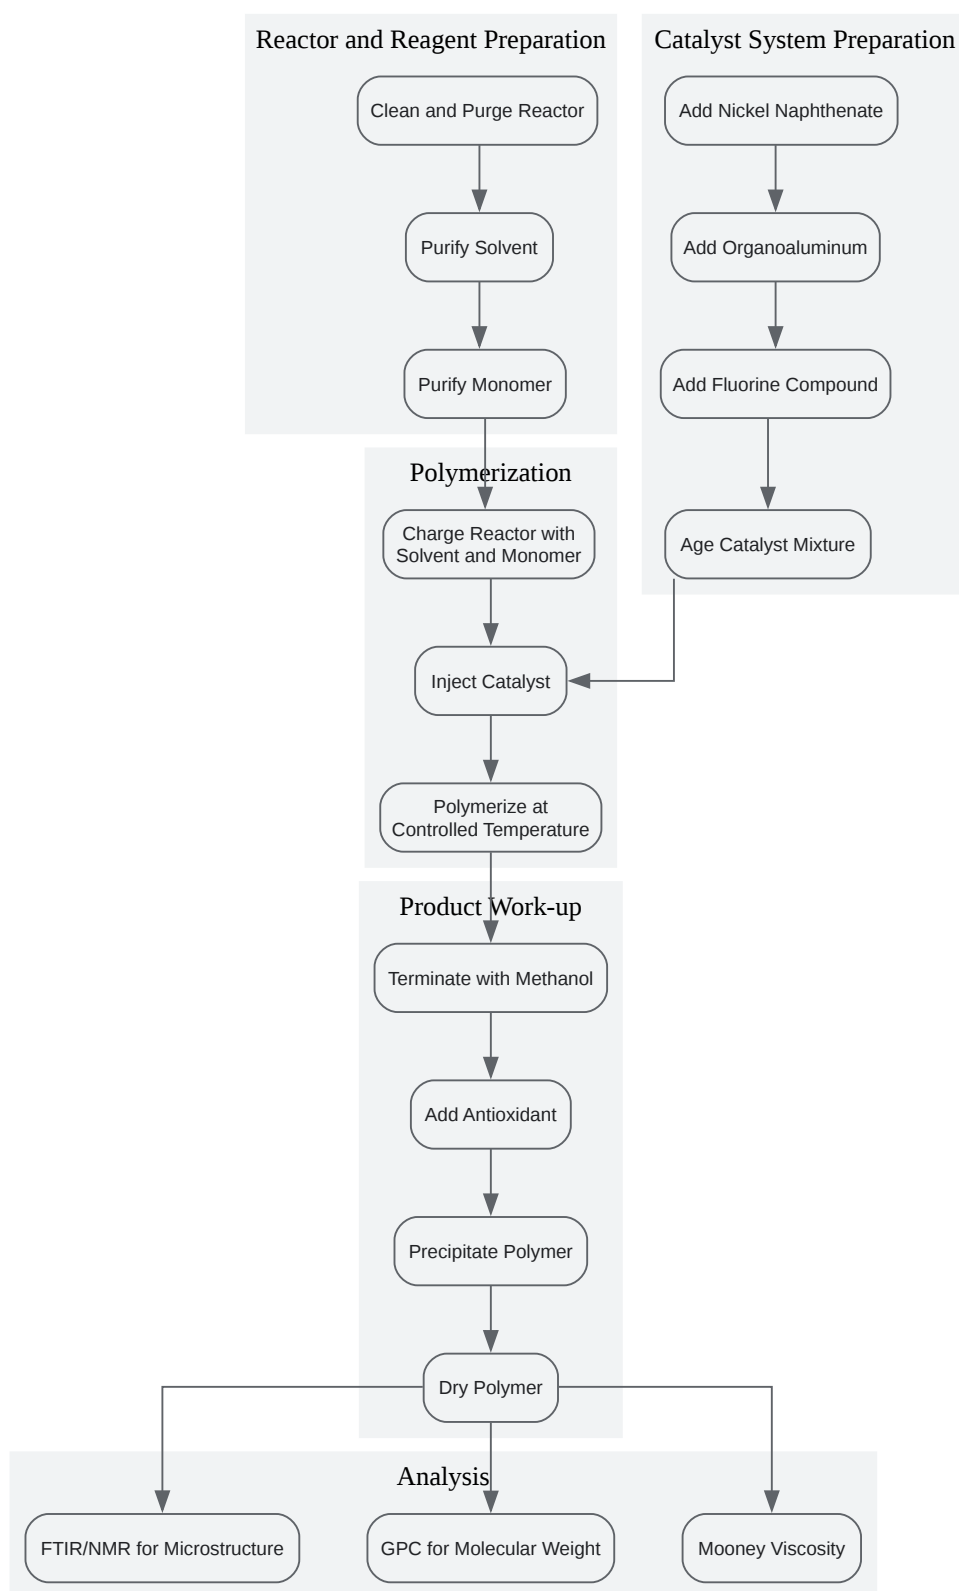 Reactor and Reagent Preparation
Clean and Purge Reactor
Purify Solvent
Purify Monomer
Catalyst System Preparation
Add Nickel Naphthenate
Add Organoaluminum
Add Fluorine Compound
Age Catalyst Mixture
Polymerization
Charge Reactor with
Solvent and Monomer
Inject Catalyst
Polymerize at
Controlled Temperature
Product Work-up
Terminate with Methanol
Add Antioxidant
Precipitate Polymer
Dry Polymer
Analysis
FTIR/NMR for Microstructure
GPC for Molecular Weight
Mooney Viscosity